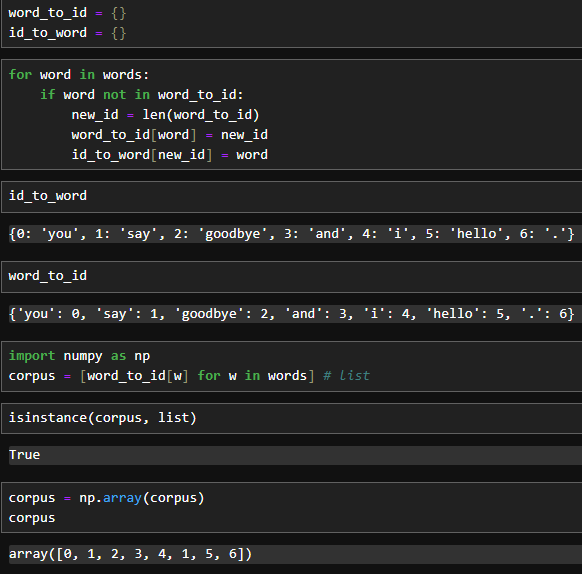 word_to_id = {}
id_to_word = {}
for word in words:
    if word not in word_to_id:
        new_id = len(word_to_id)
        word_to_id[word] = new_id
        id_to_word[new_id] = word
id_to_word
{0: 'you', 1: 'say', 2: 'goodbye', 3: 'and', 4: 'i', 5: 'hello', 6: '.'}
word_to_id
{'you': 0, 'say': 1, 'goodbye': 2, 'and': 3, 'i': 4, 'hello': 5, '.': 6}
import numpy as np
corpus = [word_to_id[w] for w in words] # list
isinstance(corpus, list)
True
corpus = np.array(corpus)
corpus
array([0, 1, 2, 3, 4, 1, 5, 6])